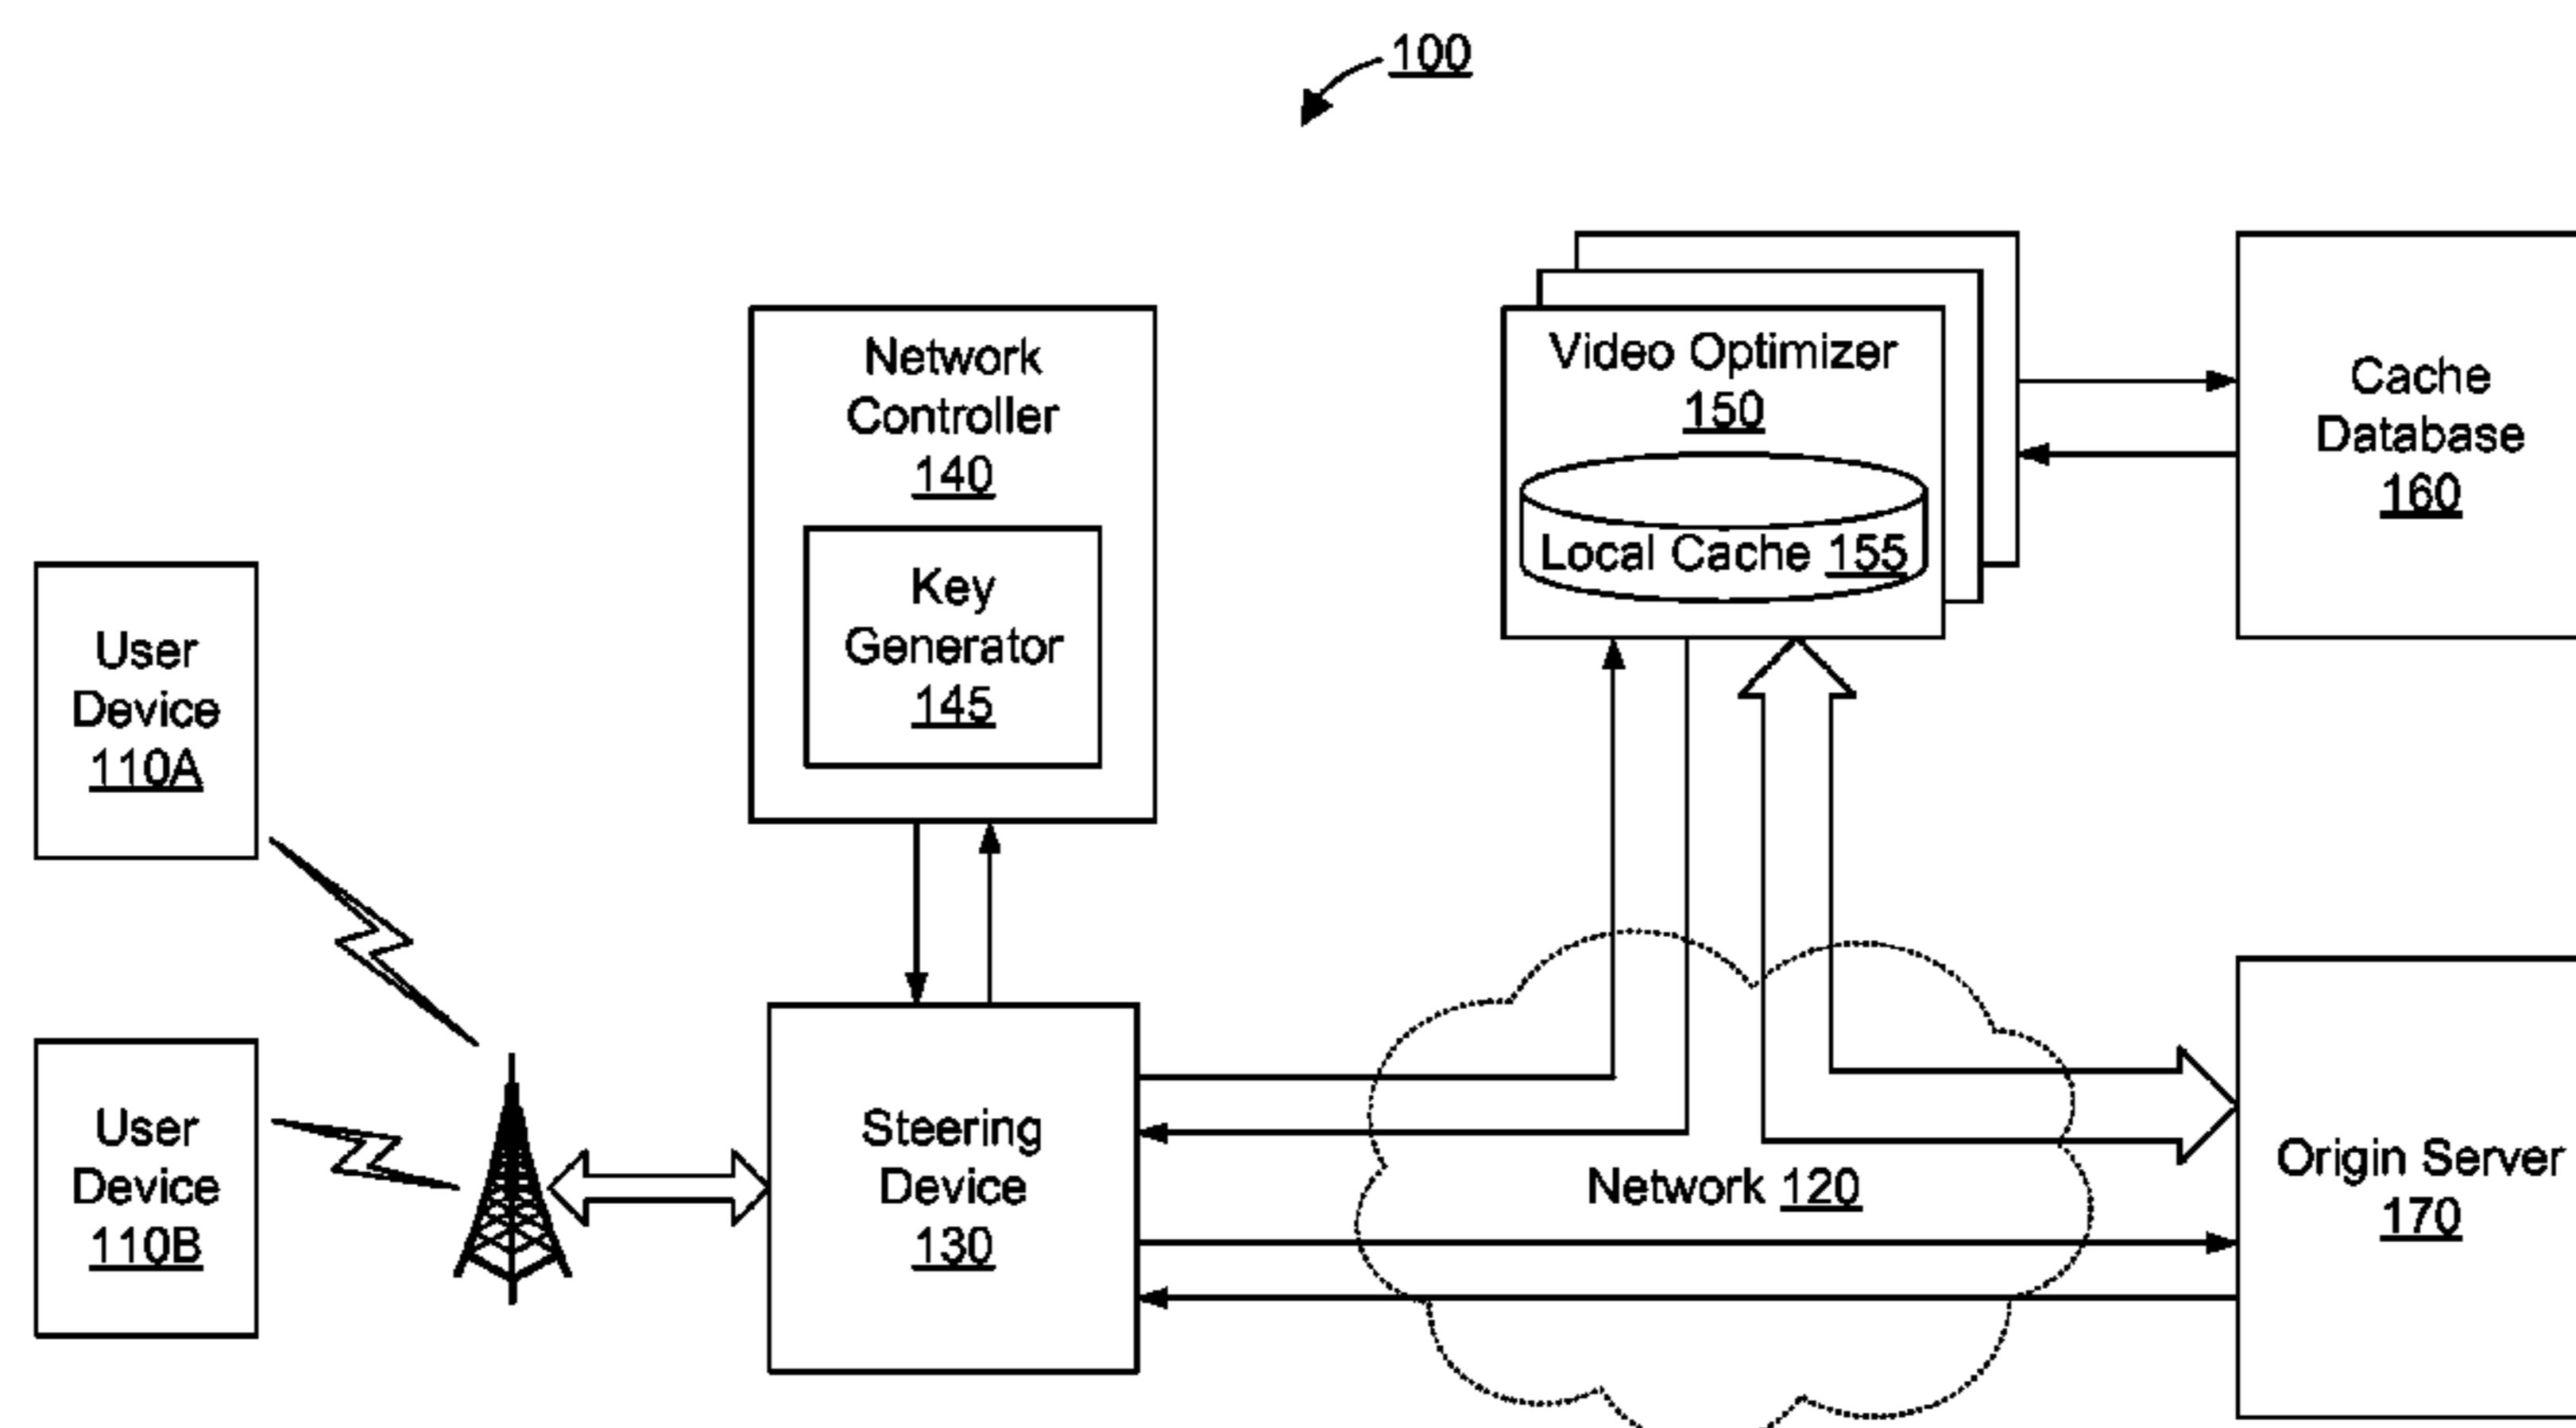 100
Network
Controller
140
Key
Generator
145
Video Optimizer
150
Local Cache 155
Cache
Database
160
User
Device
110A
User
Device
110B
Steering
Device
130
Network 120
Origin Server
170